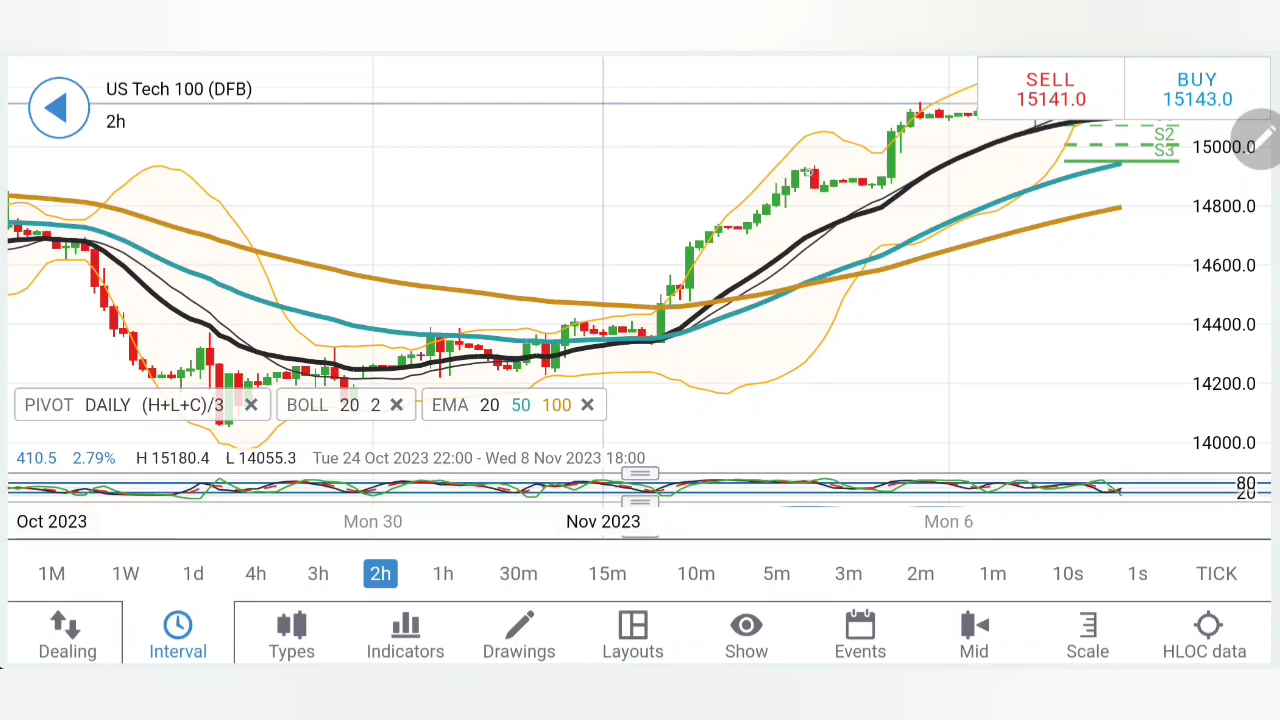 US Tech 100 (DFB)
2h
SELL
15141.0
BUY
15143.0
S2
S3
15000.0
14800.0
14600.0
14400.0
14200.0
14000.0
PIVOT DAILY (H+L+C)/3
BOLL 20 2
EMA 20 50 100
410.5 2.79% H 15180.4 L 14055.3 Tue 24 Oct 2023 22:00 - Wed 8 Nov 2023 18:00
80
20
Oct 2023 Mon 30 Nov 2023 Mon 6
1M 1W 1d 4h 3h 2h 1h 30m 15m 10m 5m 3m 2m 1m 10s 1s TICK
Dealing Interval Types Indicators Drawings Layouts Show Events Mid Scale HLOC data